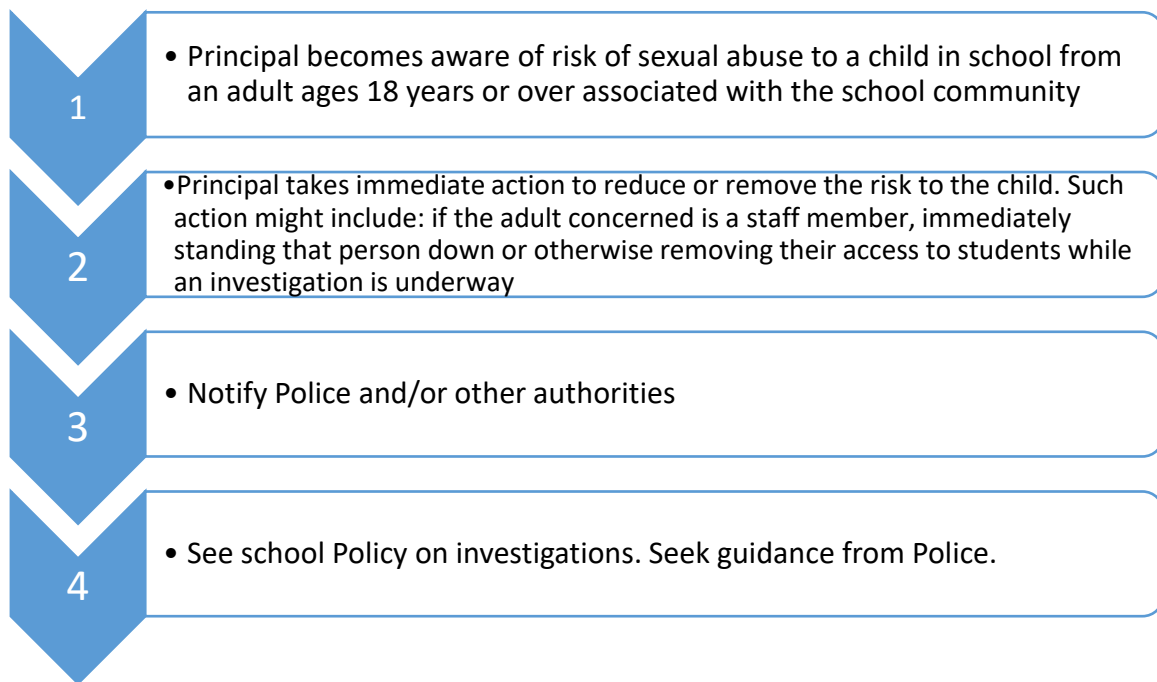 1
• Principal becomes aware of risk of sexual abuse to a child in school from
an adult ages 18 years or over associated with the school community
2
•Principal takes immediate action to reduce or remove the risk to the child. Such
action might include: if the adult concerned is a staff member, immediately
standing that person down or otherwise removing their access to students while
an investigation is underway
3
• Notify Police and/or other authorities
4
• See school Policy on investigations. Seek guidance from Police.